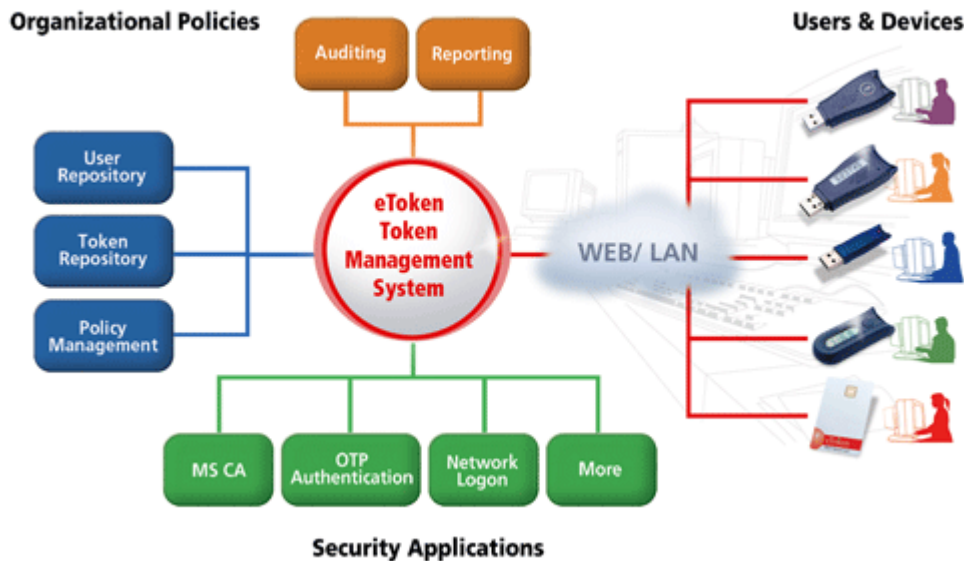 Organizational Policies
Users & Devices
Auditing
Reporting
User
Repository
Token
Repository
Policy
Management
eToken
Token
Management
System
WEB/ LAN
MS CA
OTP
Authentication
Network
Logon
More
eToken
Security Applications